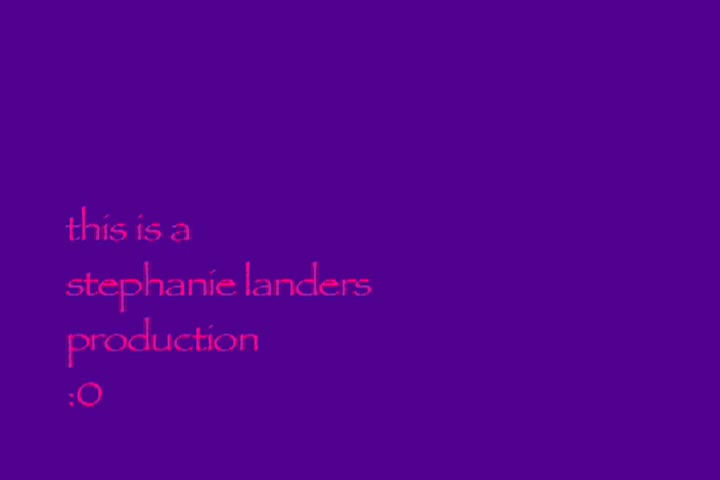 this is a
stephanie landers
production
:O